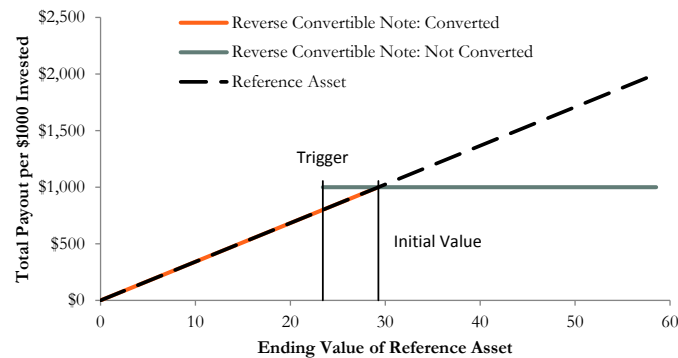 Total Payout per $1000 Invested
$2,500
$2,000
$1,500
$1,000
$500
$0
Reverse Convertible Note: Converted
Reverse Convertible Note: Not Converted
Reference Asset
Trigger
Initial Value
0 10 20 30 40 50 60
Ending Value of Reference Asset